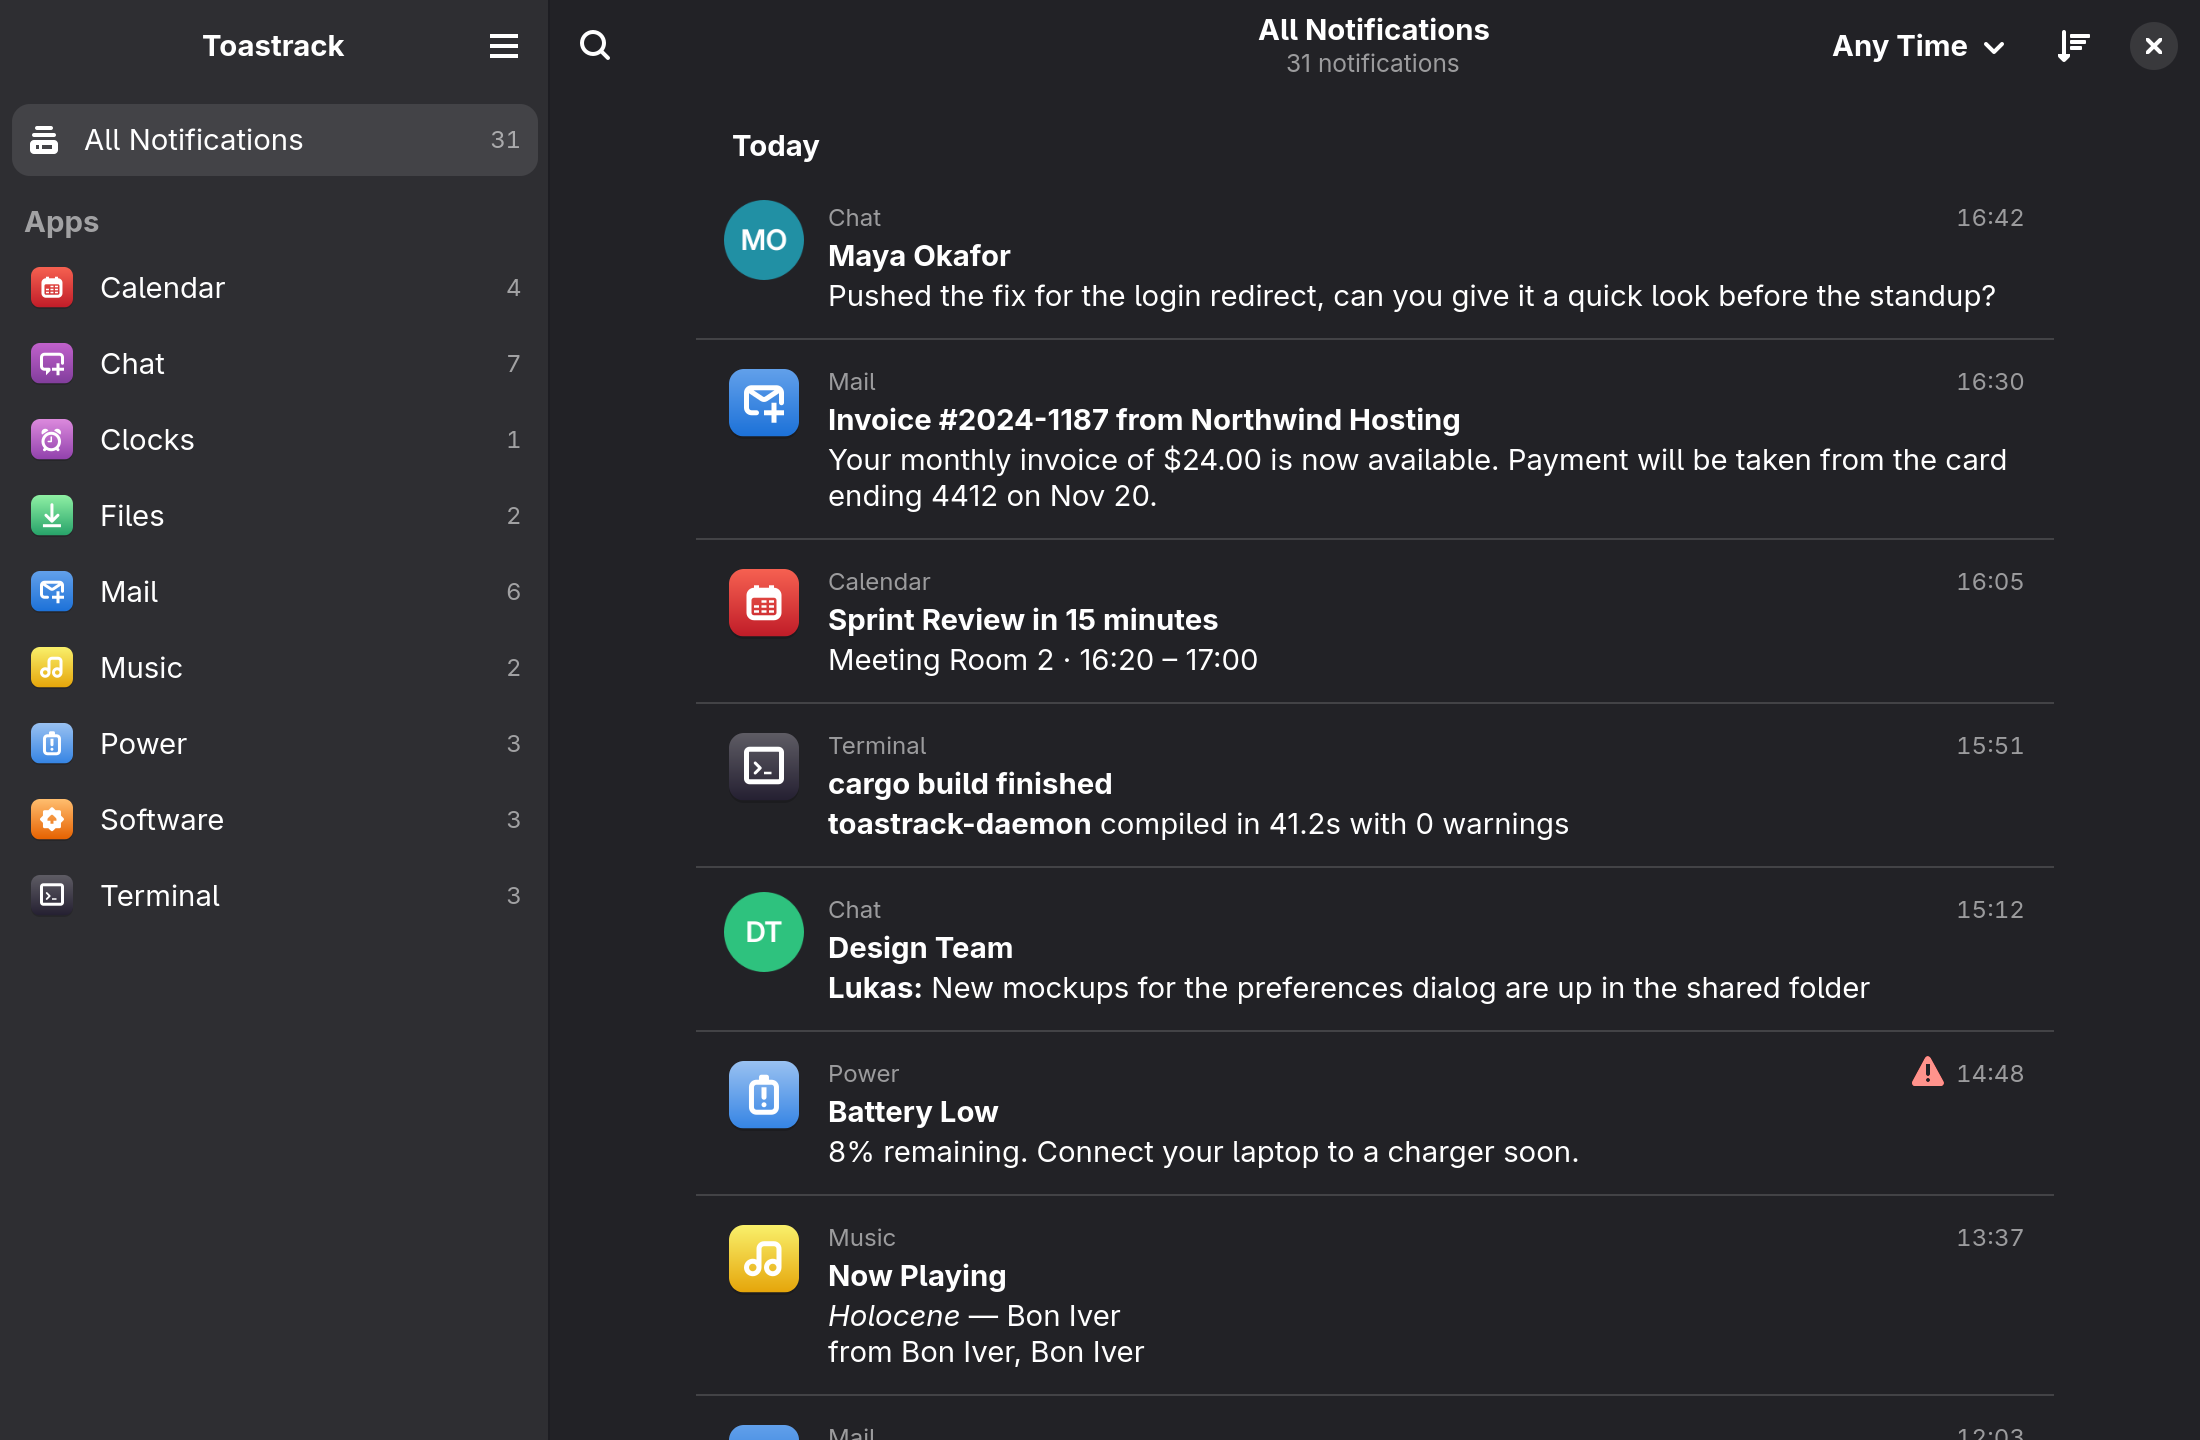 Toastrack
All Notifications 31
Apps
Calendar 4
Chat 7
Clocks 1
Files 2
Mail 6
Music 2
Power 3
Software 3
Terminal 3
All Notifications
31 notifications
Any Time
Today
MO
Chat 16:42
Maya Okafor
Pushed the fix for the login redirect, can you give it a quick look before the standup?
Mail 16:30
Invoice #2024-1187 from Northwind Hosting
Your monthly invoice of $24.00 is now available. Payment will be taken from the card
ending 4412 on Nov 20.
Calendar 16:05
Sprint Review in 15 minutes
Meeting Room 2 · 16:20 – 17:00
Terminal 15:51
cargo build finished
toastrack-daemon compiled in 41.2s with 0 warnings
DT
Chat 15:12
Design Team
Lukas: New mockups for the preferences dialog are up in the shared folder
Power 14:48
Battery Low
8% remaining. Connect your laptop to a charger soon.
Music 13:37
Now Playing
Holocene — Bon Iver
from Bon Iver, Bon Iver
Mail 12:03